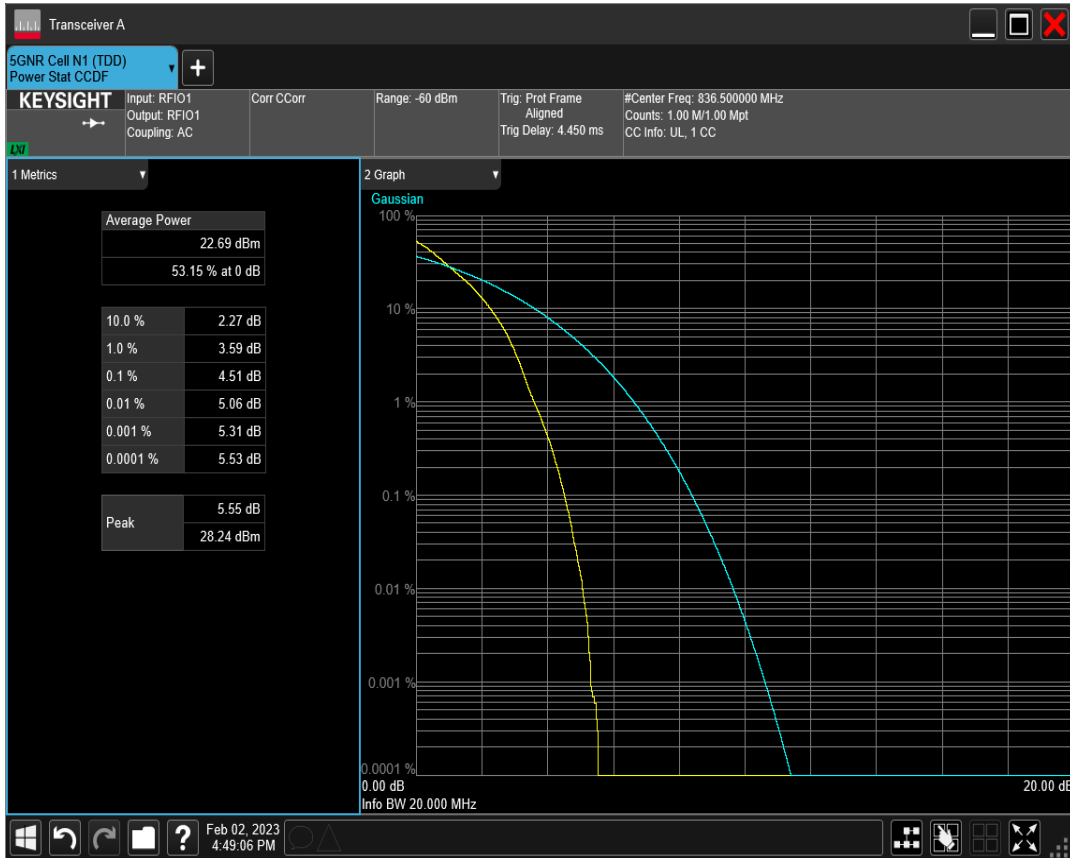 Transceiver A
5GNR Cell N1 (TDD)
Power Stat CCDF
+
KEYSIGHT
LXI
Input: RFIO1
Output: RFIO1
Coupling: AC
Corr CCorr
Range: -60 dBm
Trig: Prot Frame
Aligned
Trig Delay: 4.450 ms
#Center Freq: 836.500000 MHz
Counts: 1.00 M/1.00 Mpt
CC Info: UL, 1 CC
1 Metrics
Average Power
22.69 dBm
53.15 % at 0 dB
10.0 % 2.27 dB
1.0 % 3.59 dB
0.1 % 4.51 dB
0.01 % 5.06 dB
0.001 % 5.31 dB
0.0001 % 5.53 dB
Peak
5.55 dB
28.24 dBm
2 Graph
Gaussian
100 %
10 %
1 %
0.1 %
0.01 %
0.001 %
0.0001 %
0.00 dB
20.00 dB
Info BW 20.000 MHz
?
Feb 02, 2023
4:49:06 PM